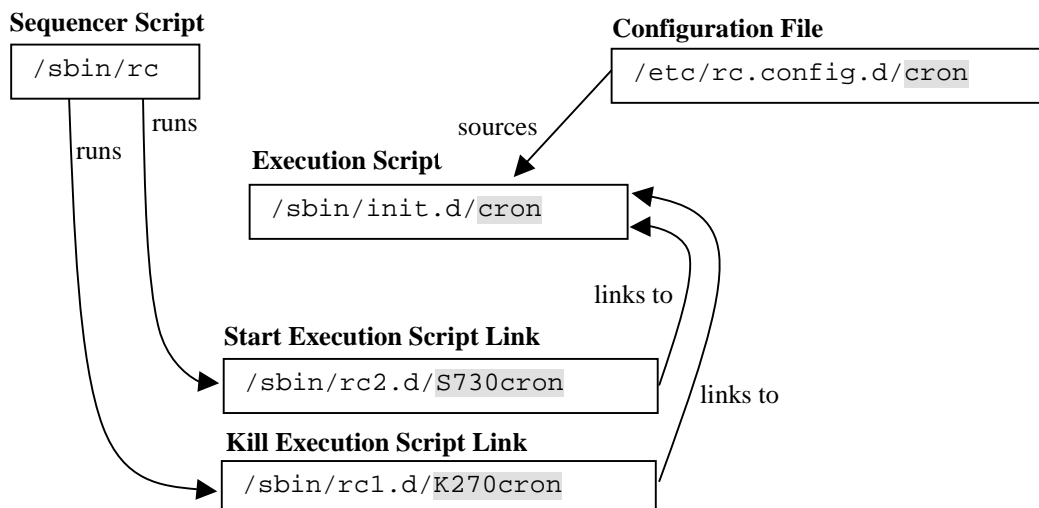 Sequencer Script
/sbin/rc
Configuration File
/etc/rc.config.d/cron
runs
runs
sources
Execution Script
/sbin/init.d/cron
links to
Start Execution Script Link
/sbin/rc2.d/S730cron
links to
Kill Execution Script Link
/sbin/rc1.d/K270cron